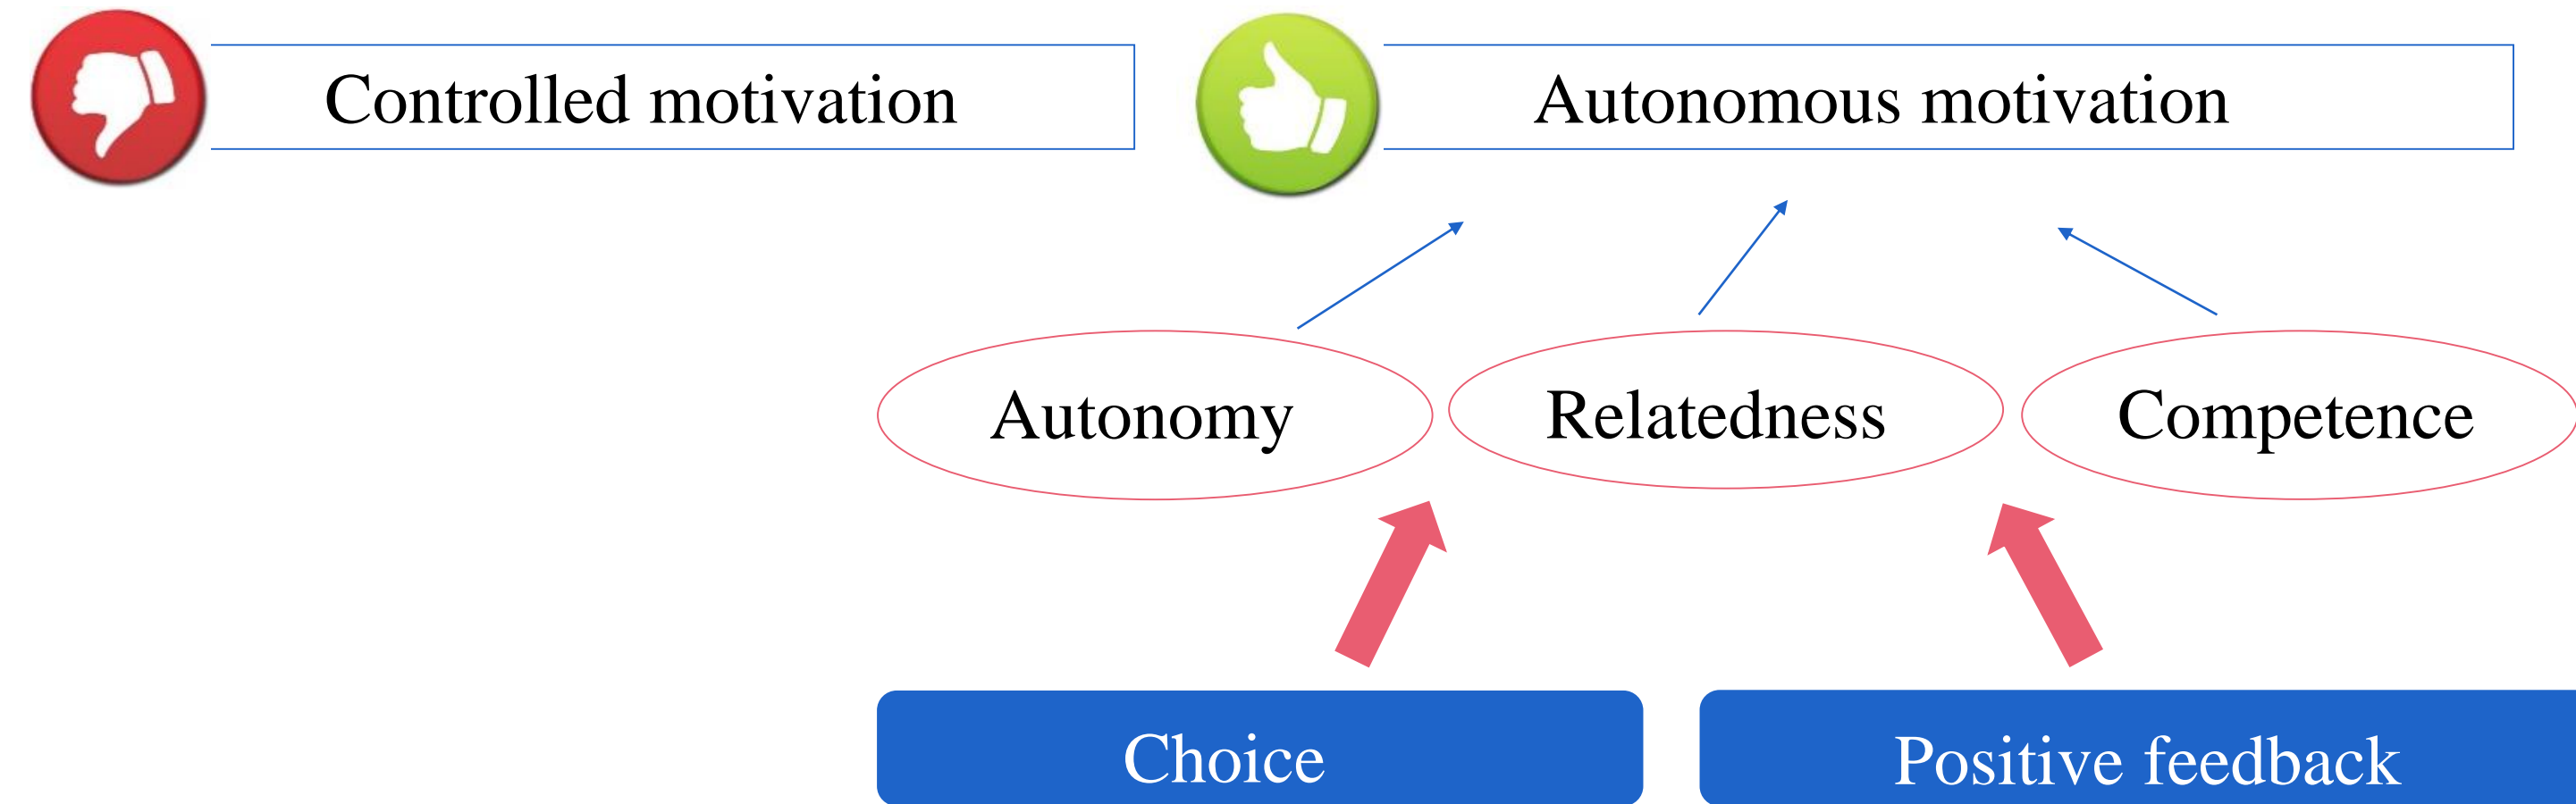 Controlled motivation
Autonomous motivation
Autonomy
Relatedness
Competence
Choice
Positive feedback